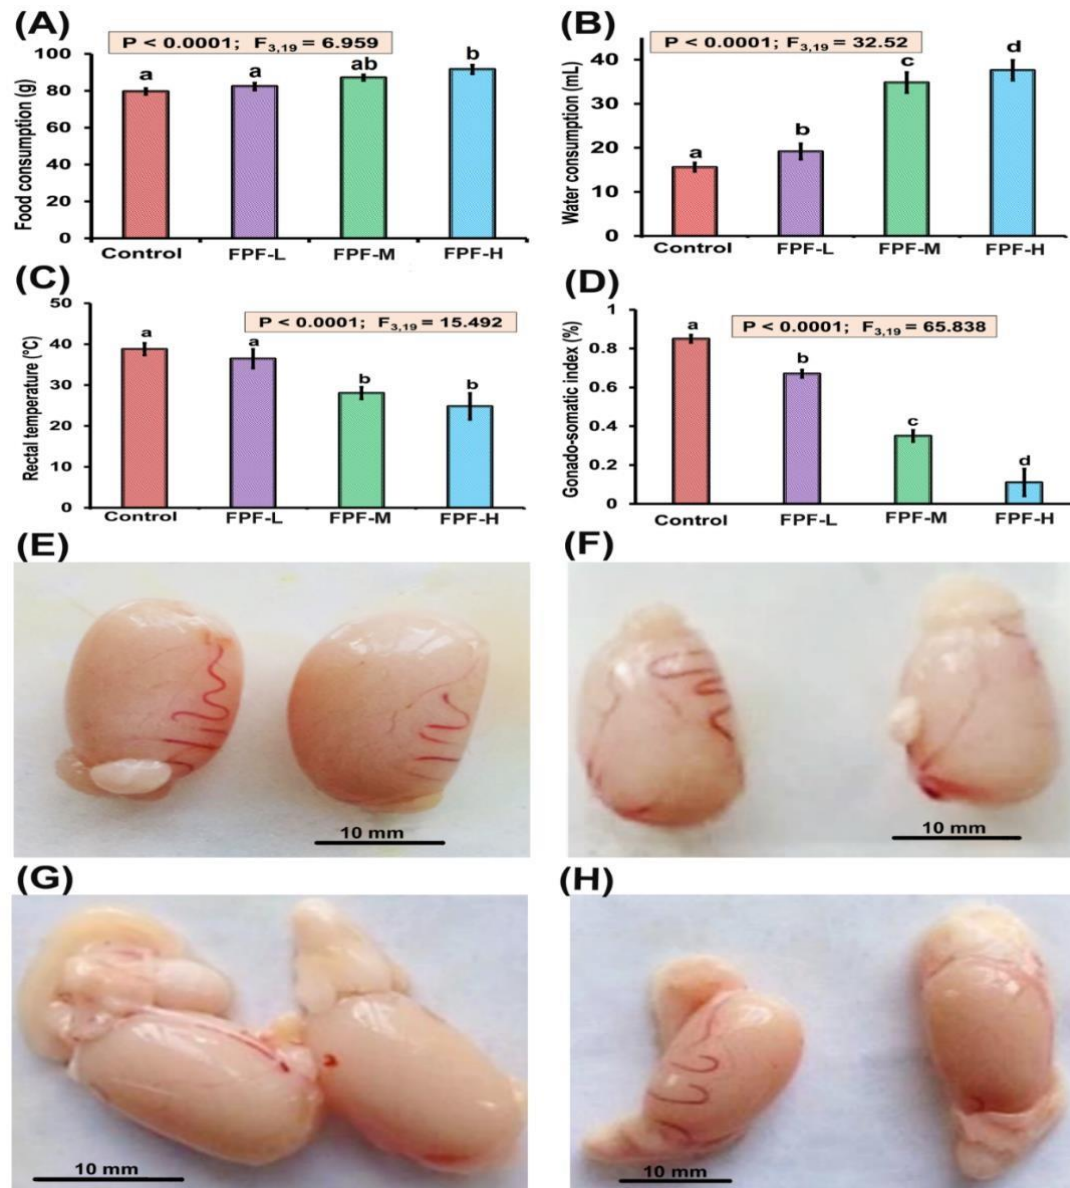 (A)
P < 0.0001; F3,19 = 6.959
Food consumption (g)
100
80
60
40
20
0
a
a
ab
b
Control
FPF-L
FPF-M
FPF-H
(B)
P < 0.0001; F3,19 = 32.52
Water consumption (mL)
40
30
20
10
0
a
b
c
d
Control
FPF-L
FPF-M
FPF-H
(C)
P < 0.0001; F3,19 = 15.492
Rectal temperature (°C)
50
40
30
20
10
0
a
a
b
b
Control
FPF-L
FPF-M
FPF-H
(D)
P < 0.0001; F3,19 = 65.838
Gonado-somatic index (%)
1
0.8
0.6
0.4
0.2
0
a
b
c
d
Control
FPF-L
FPF-M
FPF-H
(E)
10 mm
(F)
10 mm
(G)
10 mm
(H)
10 mm